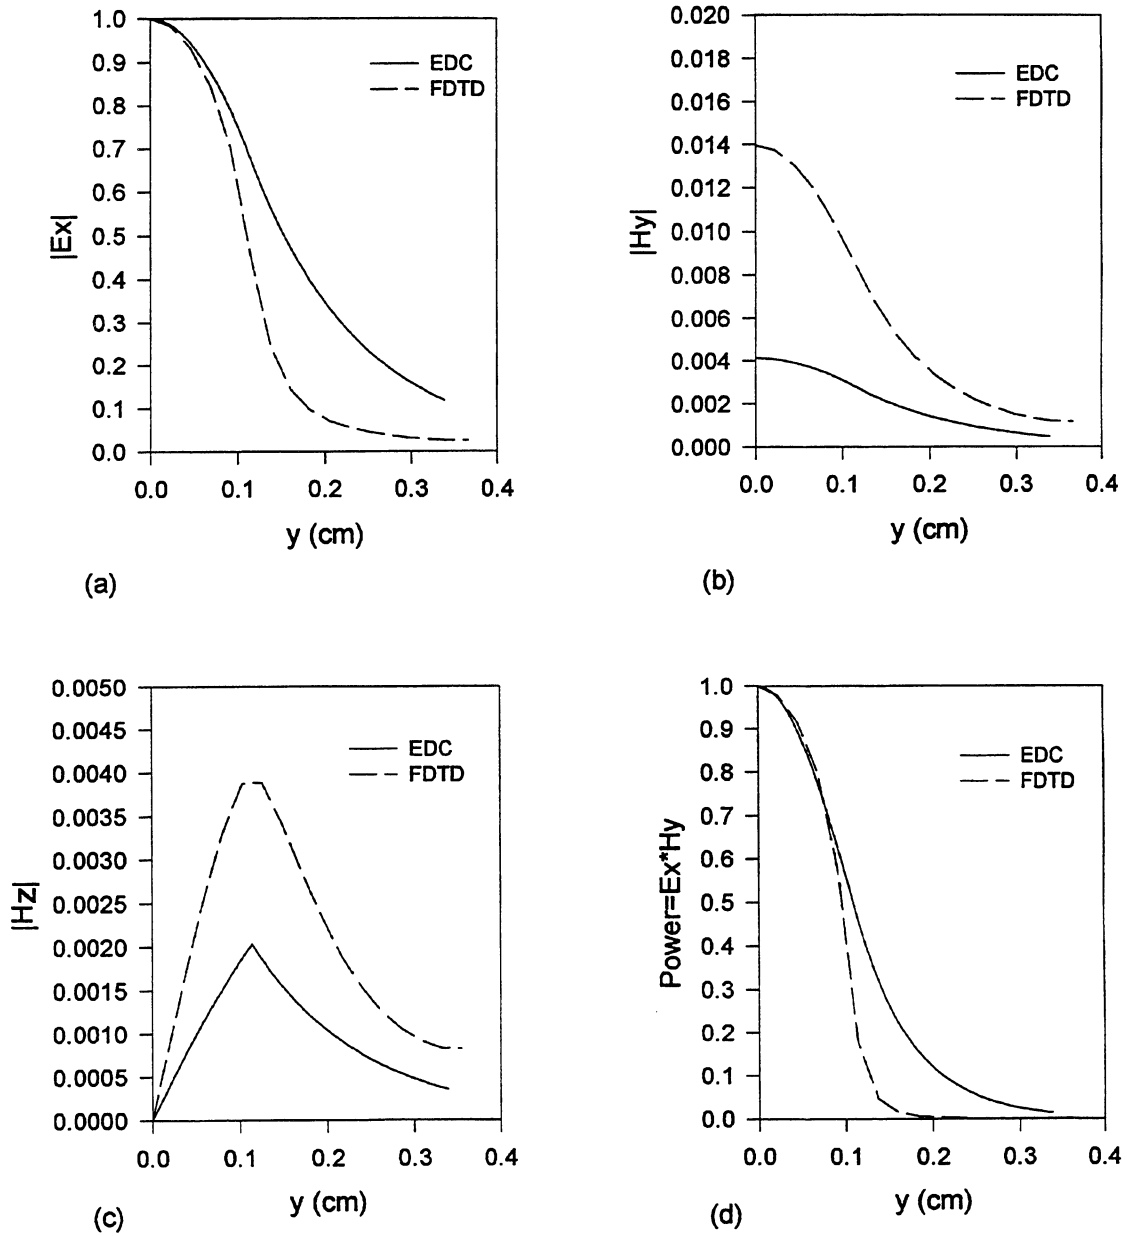 1.0
0.9
0.8
0.7
0.6
0.5
0.4
0.3
0.2
0.1
0.0
|Ex|
EDC
FDTD
0.0 0.1 0.2 0.3 0.4
y (cm)
(a)
0.020
0.018
0.016
0.014
0.012
0.010
0.008
0.006
0.004
0.002
0.000
|Hy|
EDC
FDTD
0.0 0.1 0.2 0.3 0.4
y (cm)
(b)
0.0050
0.0045
0.0040
0.0035
0.0030
0.0025
0.0020
0.0015
0.0010
0.0005
0.0000
|Hz|
EDC
FDTD
0.0 0.1 0.2 0.3 0.4
y (cm)
(c)
1.0
0.9
0.8
0.7
0.6
0.5
0.4
0.3
0.2
0.1
0.0
Power=Ex*Hy
EDC
FDTD
0.0 0.1 0.2 0.3 0.4
y (cm)
(d)